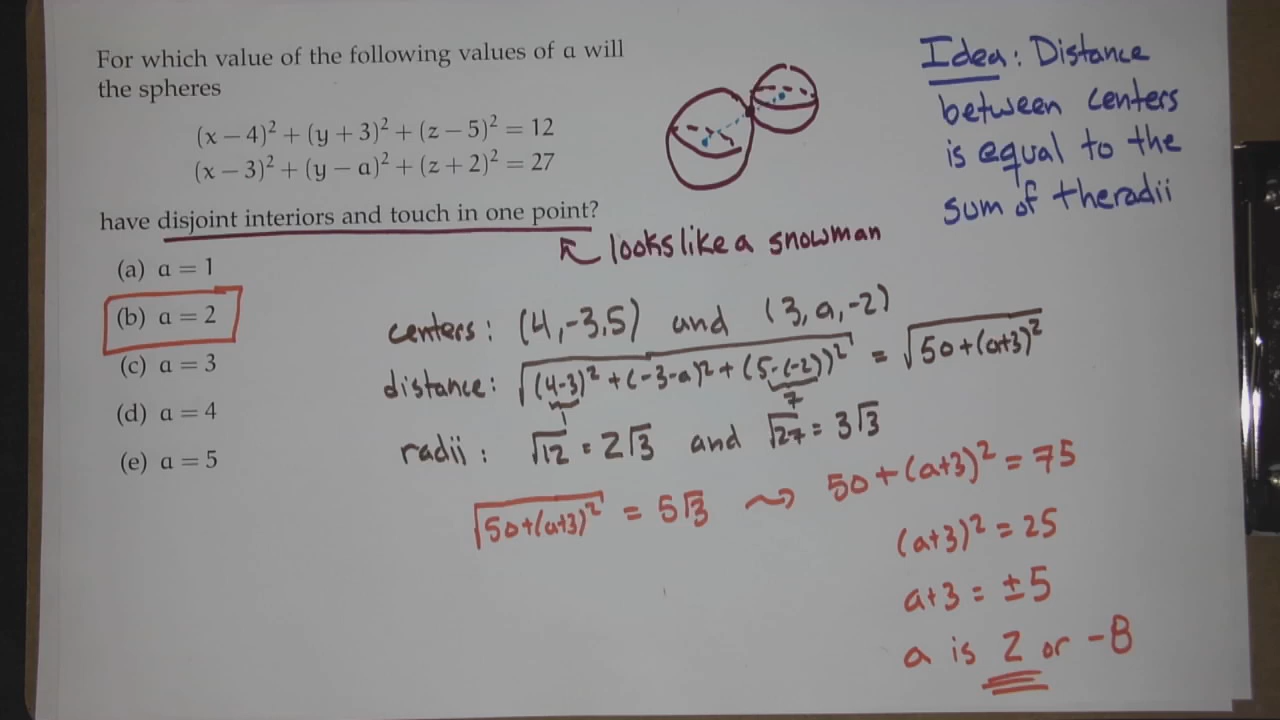 For which value of the following values of a will
the spheres
(x − 4)² + (y + 3)² + (z − 5)² = 12
(x − 3)² + (y − a)² + (z + 2)² = 27
have disjoint interiors and touch in one point?
(a) a = 1
(b) a = 2
(c) a = 3
(d) a = 4
(e) a = 5
Idea: Distance
between centers
is equal to the
sum of the radii
looks like a snowman
centers: (4,-3,5) and (3,a,-2)
distance: √((4-3)² + (-3-a)² + (5-(-2))²) = √(50+(a+3)²)
1
7
radii: √12 = 2√3 and √27 = 3√3
√(50+(a+3)²) = 5√3 ⇝ 50+(a+3)² = 75
(a+3)² = 25
a+3 = ±5
a is 2 or -8